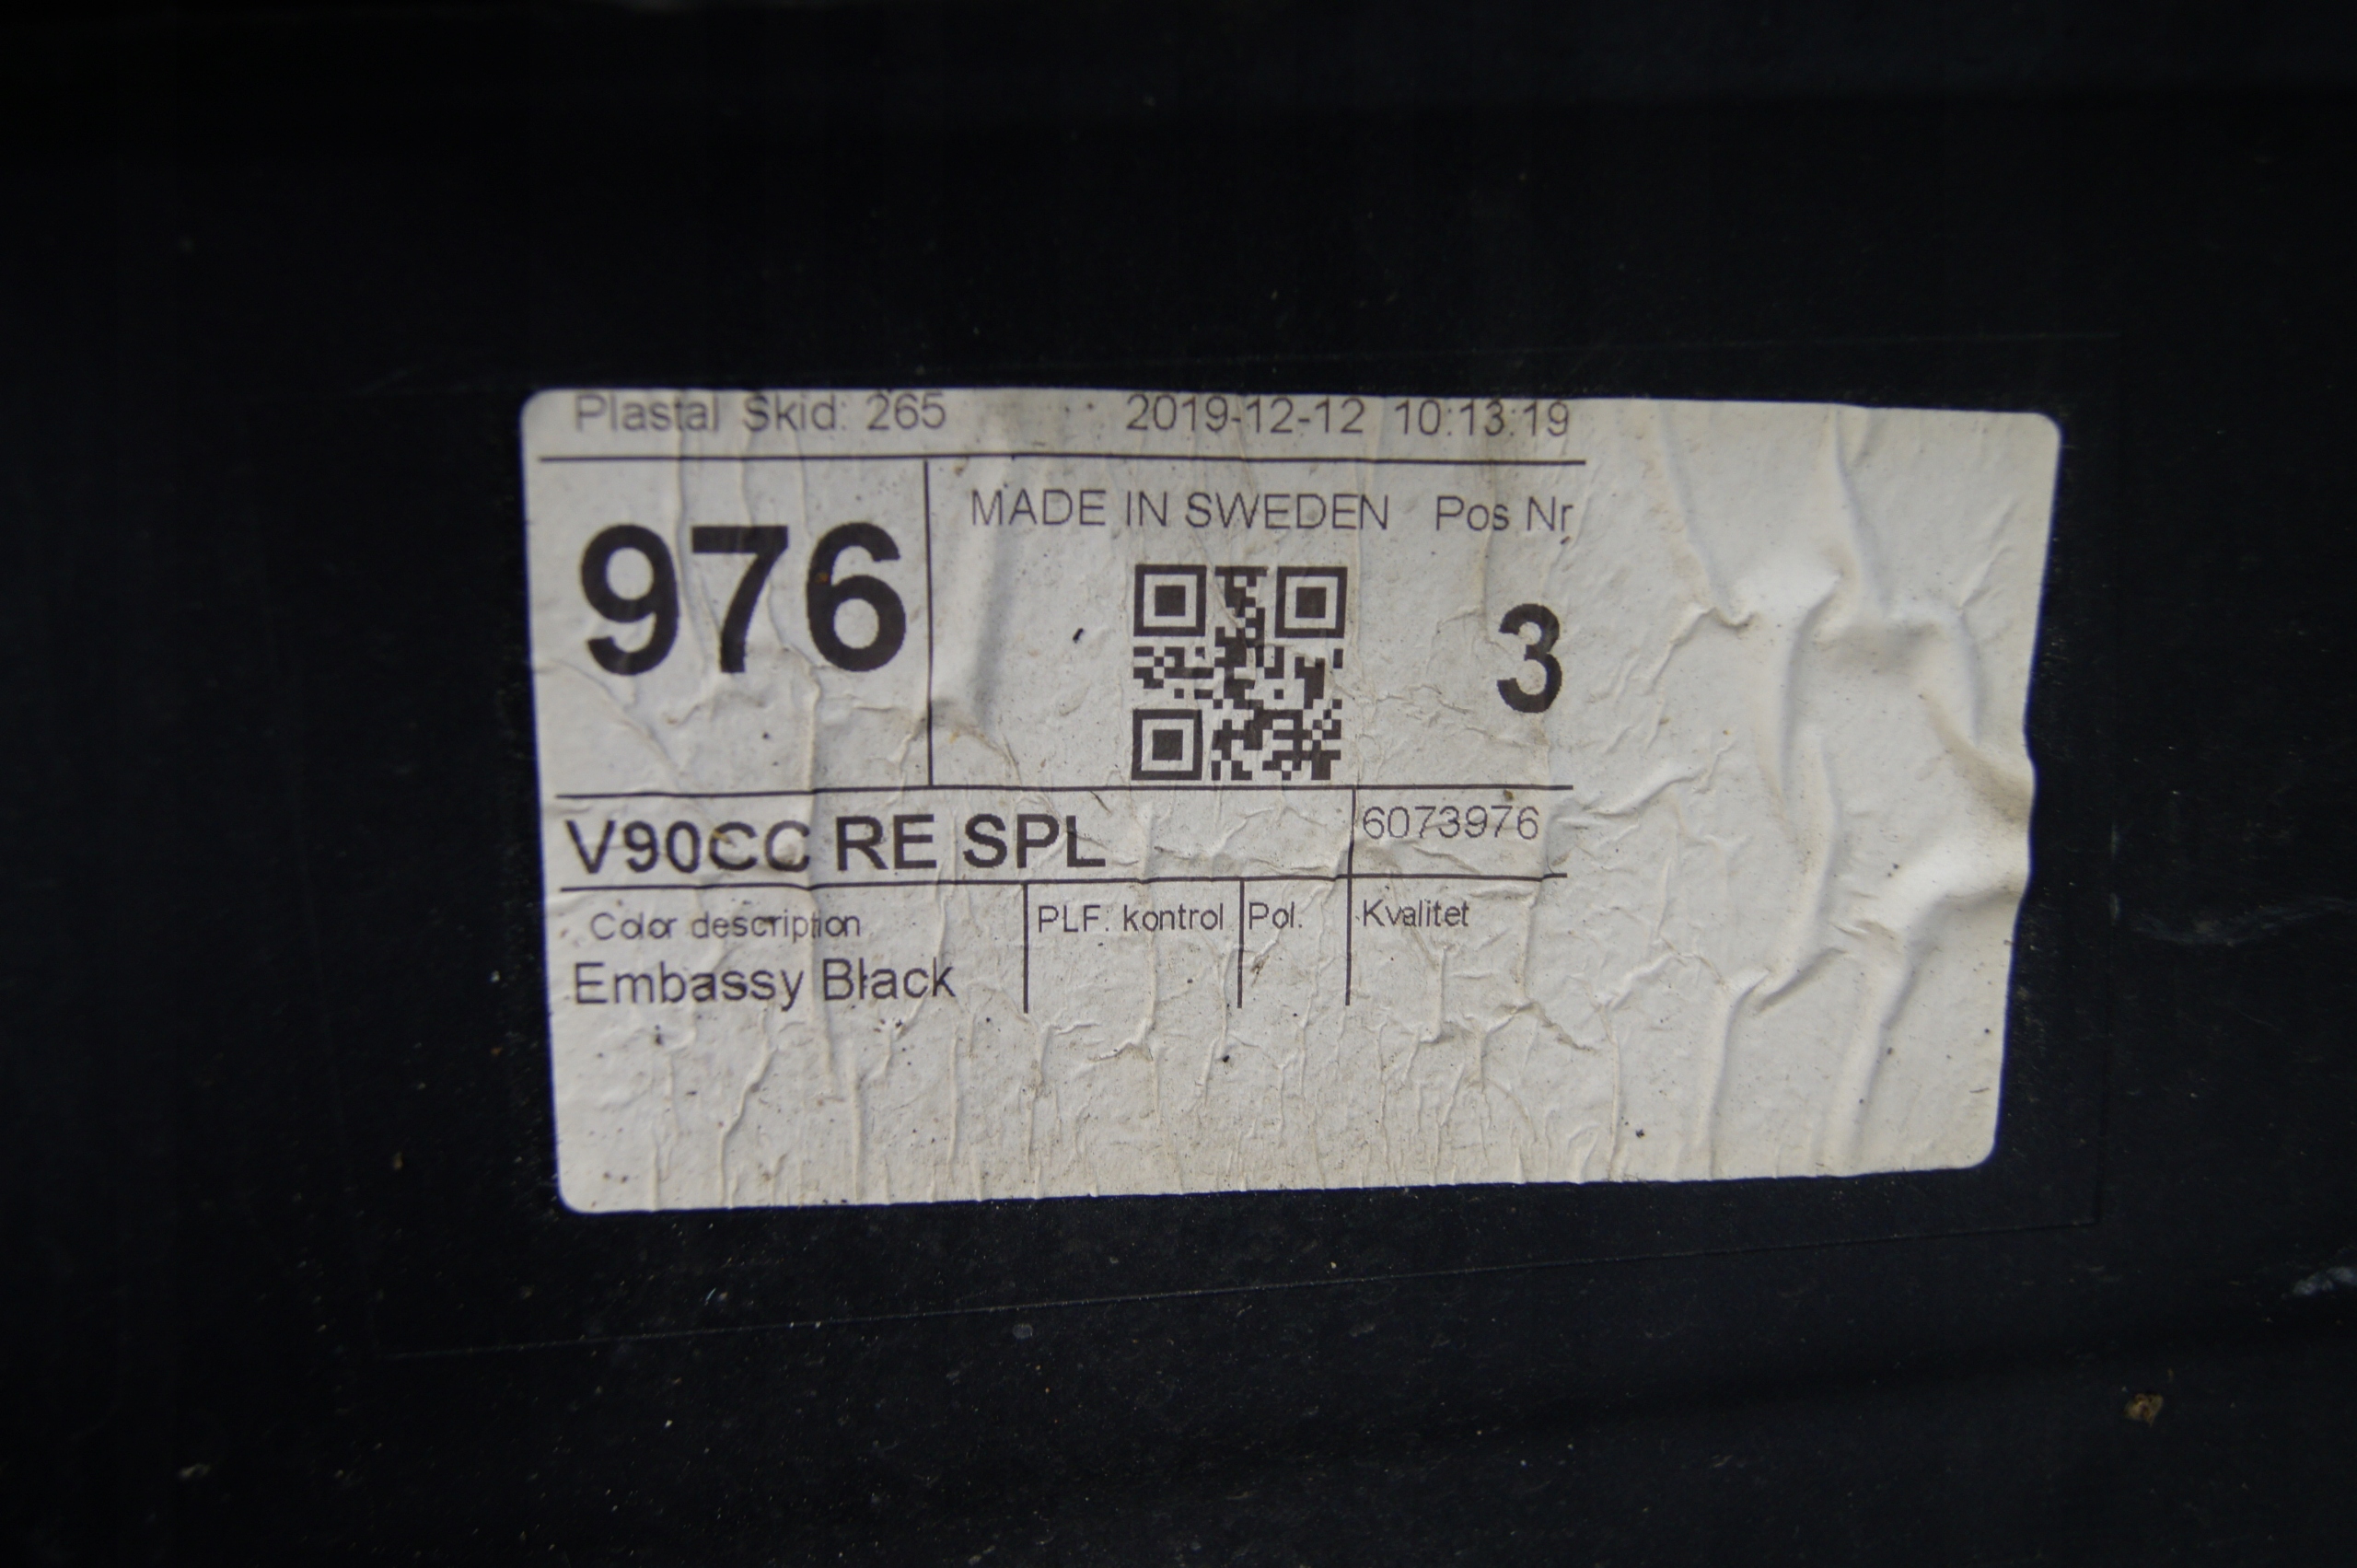 Plastal Skid: 265 2019-12-12 10:13:19
976 MADE IN SWEDEN Pos Nr
3
V90CC RE SPL 6073976
Color description PLF. kontrol Pol. Kvalitet
Embassy Black